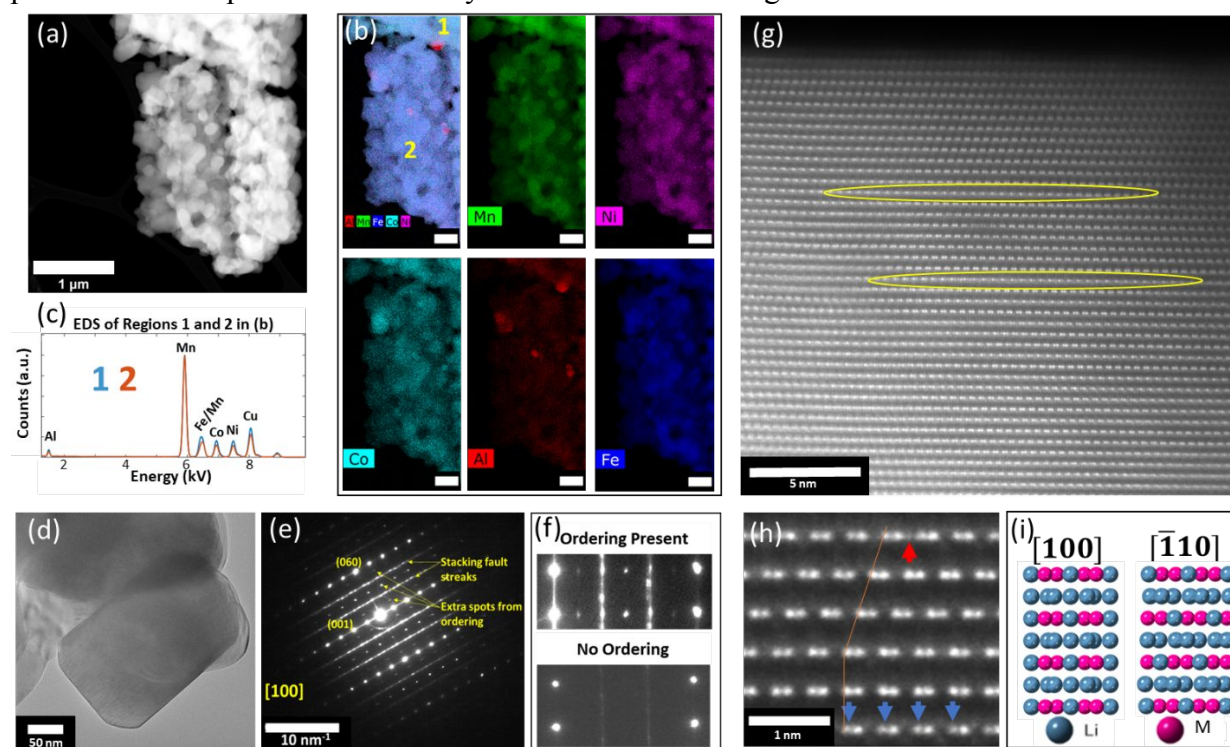 (a)
1 μm
(b)
1
2
Al Mn Fe Co Ni
Mn
Ni
Co
Al
Fe
(c)
EDS of Regions 1 and 2 in (b)
Counts (a.u.)
1 2
Al
Mn
Fe/Mn
Co
Ni
Cu
2 4 6 8
Energy (kV)
(d)
50 nm
(e)
(060)
(001)
Stacking fault
streaks
Extra spots from
ordering
[100]
10 nm⁻¹
(f)
Ordering Present
No Ordering
(g)
5 nm
(h)
1 nm
(i)
[100]
[1̅10]
Li
M